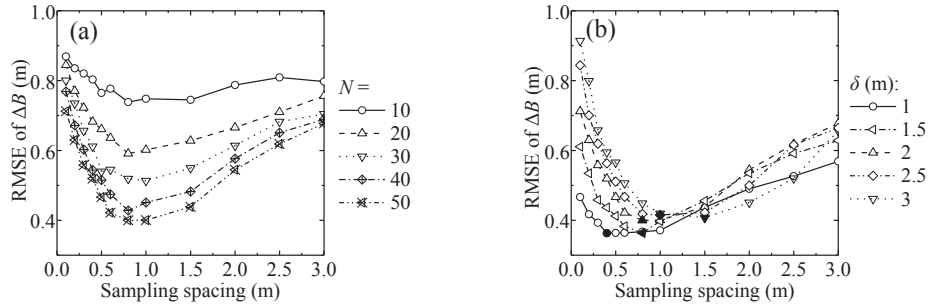 (a)
RMSE of ΔB (m)
1.0
0.8
0.6
0.4
0.0 0.5 1.0 1.5 2.0 2.5 3.0
Sampling spacing (m)
N =
10
20
30
40
50
(b)
RMSE of ΔB (m)
1.0
0.8
0.6
0.4
0.0 0.5 1.0 1.5 2.0 2.5 3.0
Sampling spacing (m)
δ (m):
1
1.5
2
2.5
3